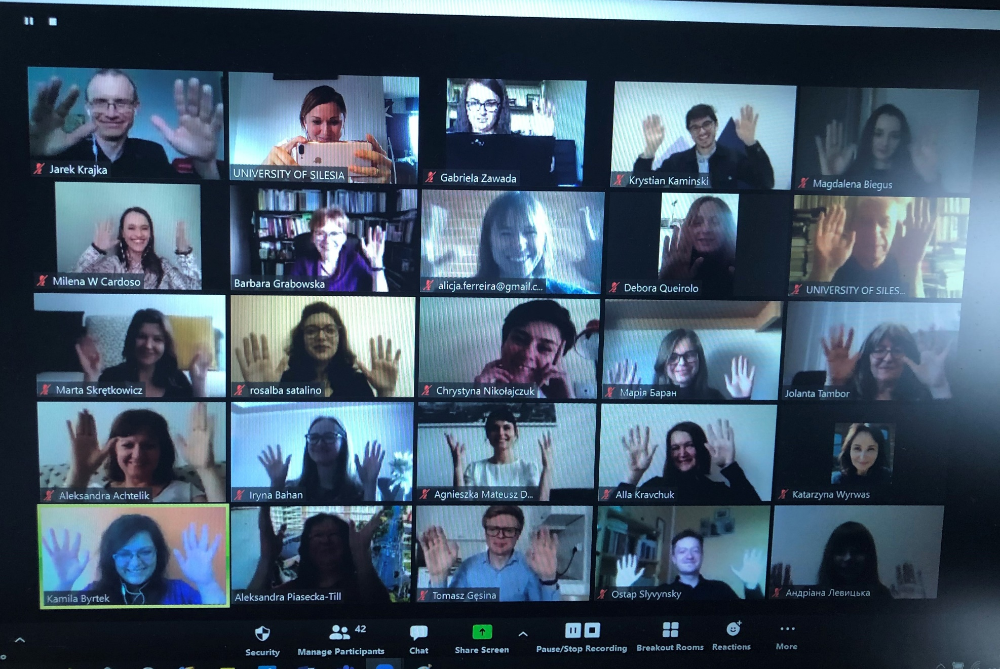 Jarek Krajka
UNIVERSITY OF SILESIA
Gabriela Zawada
Krystian Kaminski
Magdalena Biegus
Milena W Cardoso
Barbara Grabowska
alicja.ferreira@gmail.c...
Debora Queirolo
UNIVERSITY OF SILES...
Marta Skrętkowicz
rosalba satalino
Chrystyna Nikołajczuk
Марія Баран
Jolanta Tambor
Aleksandra Achtelik
Iryna Bahan
Agnieszka Mateusz D...
Alla Kravchuk
Katarzyna Wyrwas
Kamila Byrtek
Aleksandra Piasecka-Till
Tomasz Gęsina
Ostap Slyvynsky
Андріана Левицька
42
Security
Manage Participants
Chat
Share Screen
Pause/Stop Recording
Breakout Rooms
Reactions
More